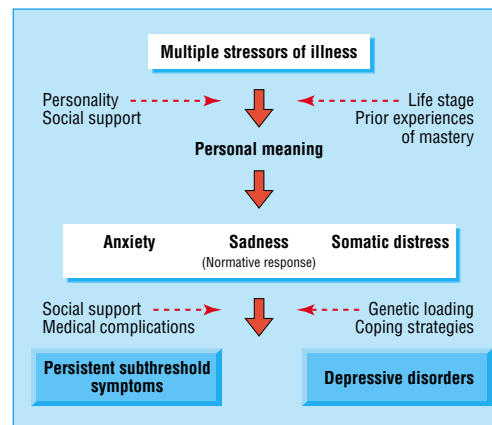 Multiple stressors of illness
Personality
Social support
Life stage
Prior experiences
of mastery
Personal meaning
Anxiety Sadness Somatic distress
(Normative response)
Social support
Medical complications
Genetic loading
Coping strategies
Persistent subthreshold
symptoms
Depressive disorders